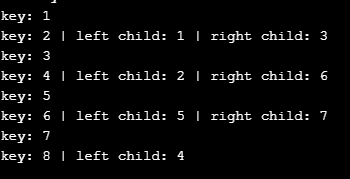 key: 1
key: 2 | left child: 1 | right child: 3
key: 3
key: 4 | left child: 2 | right child: 6
key: 5
key: 6 | left child: 5 | right child: 7
key: 7
key: 8 | left child: 4